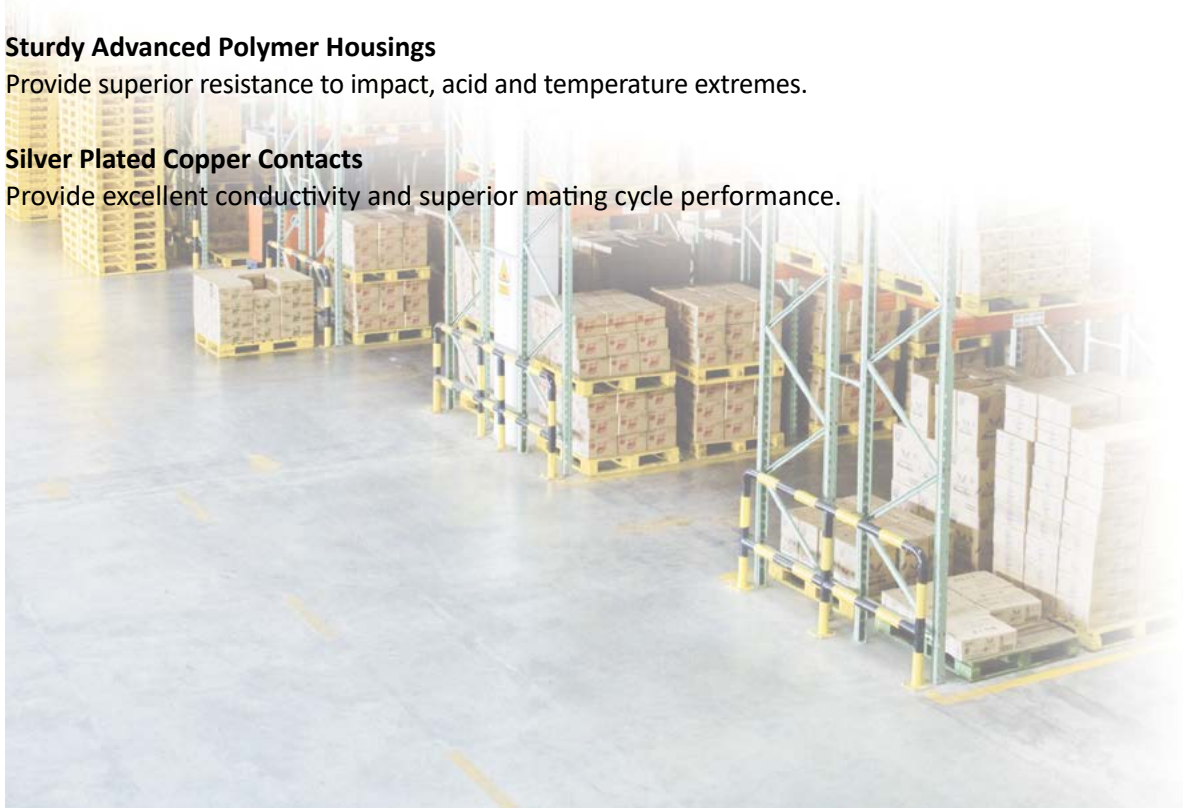 Sturdy Advanced Polymer Housings
Provide superior resistance to impact, acid and temperature extremes.
Silver Plated Copper Contacts
Provide excellent conductivity and superior mating cycle performance.